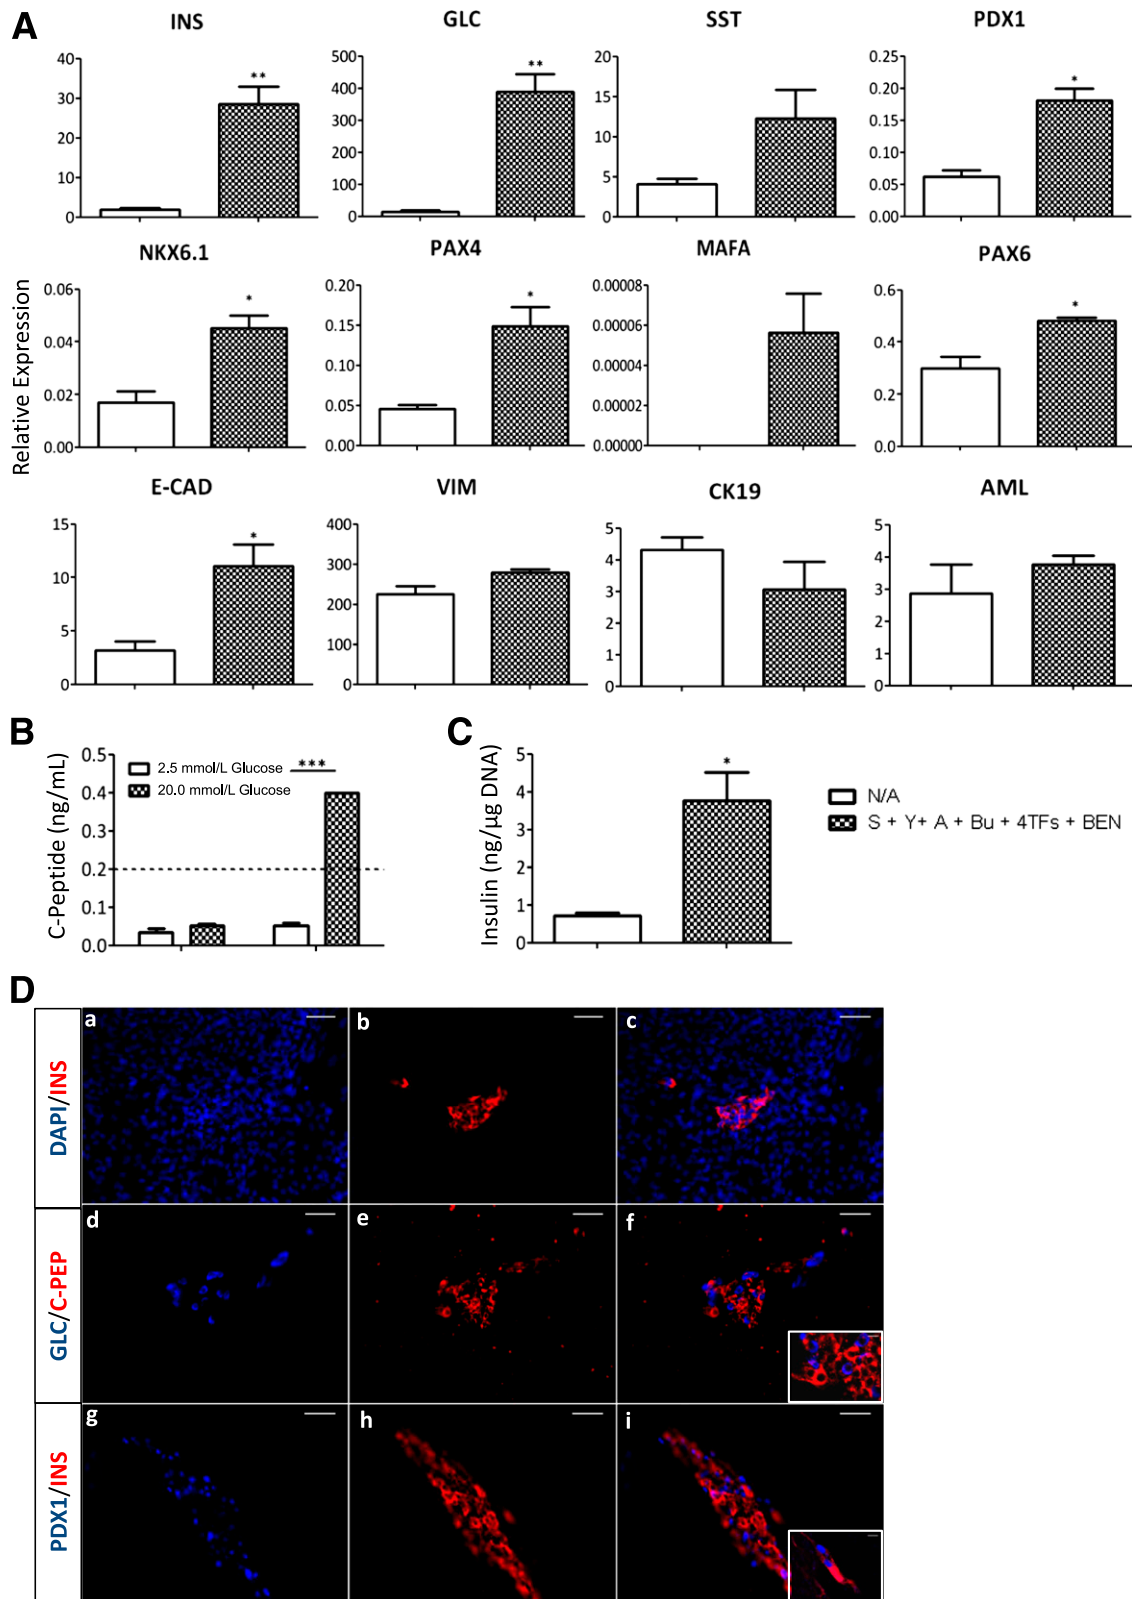 A
INS GLC SST PDX1
40 30 20 10 0
**
500 400 300 200 100 0
**
20 15 10 5 0
0.25 0.20 0.15 0.10 0.05 0.00
*
Relative Expression
NKX6.1 PAX4 MAFA PAX6
0.06 0.04 0.02 0.00
*
0.20 0.15 0.10 0.05 0.00
*
0.00008 0.00006 0.00004 0.00002 0.00000
0.6 0.4 0.2 0.0
*
E-CAD VIM CK19 AML
15 10 5 0
*
400 300 200 100 0
5 4 3 2 1 0
5 4 3 2 1 0
B
C-Peptide (ng/mL)
0.5 0.4 0.3 0.2 0.1 0.0
2.5 mmol/L Glucose
20.0 mmol/L Glucose
***
C
Insulin (ng/µg DNA)
5 4 3 2 1 0
*
N/A
S + Y+ A + Bu + 4TFs + BEN
D
DAPI/INS
a b c
GLC/C-PEP
d e f
PDX1/INS
g h i